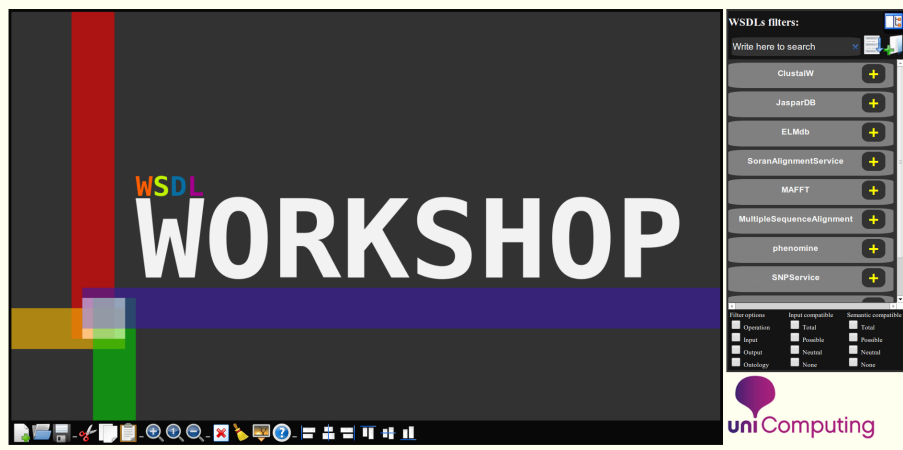 WSDL
WORKSHOP
WSDLs filters:
Write here to search
ClustalW
JasparDB
ELMdb
SoranAlignmentService
MAFFT
MultipleSequenceAlignment
phenomine
SNPService
Filter options
Operation
Input
Output
Ontology
Input compatible
Total
Possible
Neutral
None
Semantic compatible
Total
Possible
Neutral
None
uniComputing